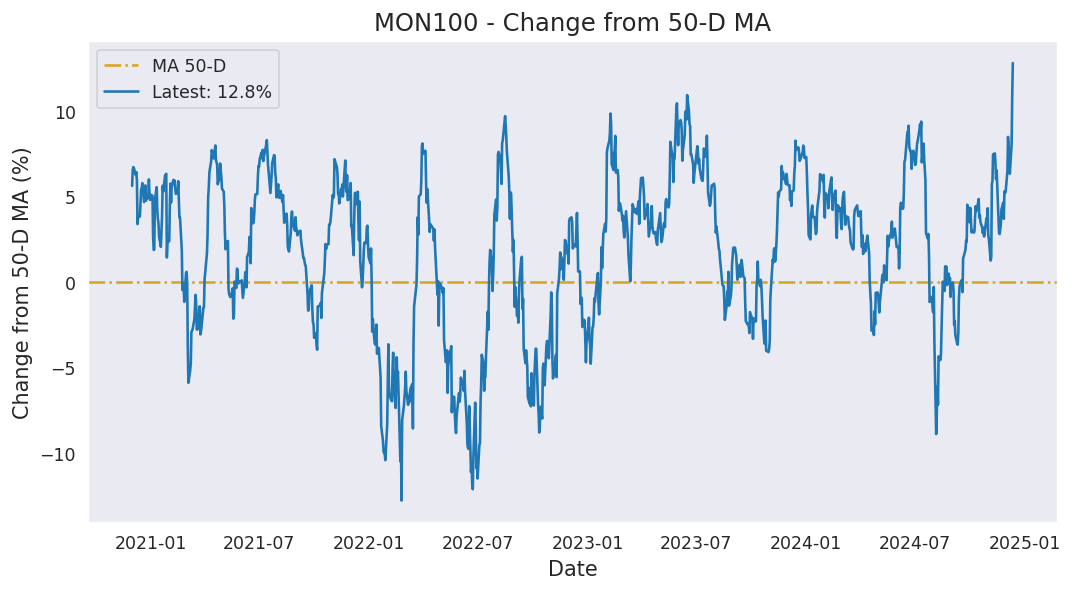 MON100 - Change from 50-D MA
MA 50-D
Latest: 12.8%
Change from 50-D MA (%)
10
5
0
−5
−10
2021-01 2021-07 2022-01 2022-07 2023-01 2023-07 2024-01 2024-07 2025-01
Date